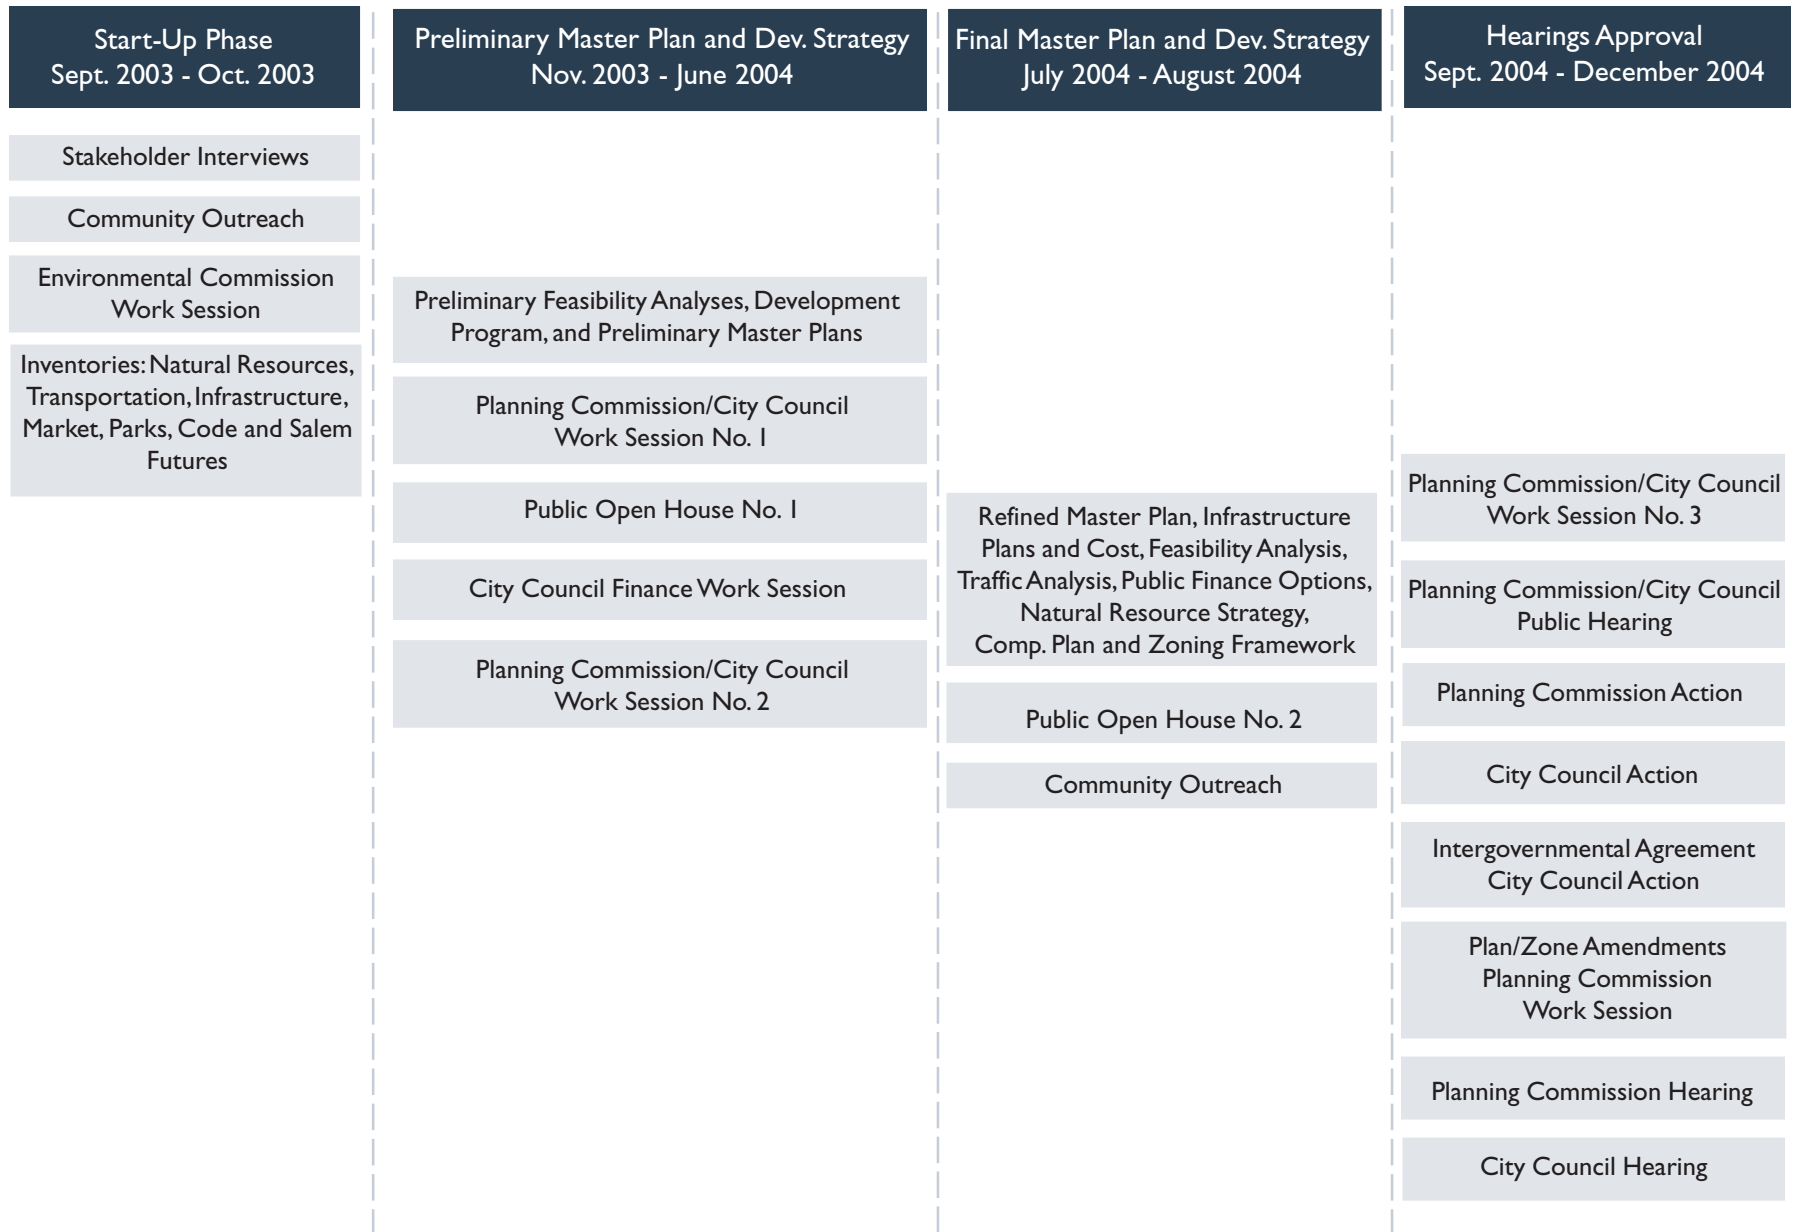 Start-Up Phase
Sept. 2003 - Oct. 2003
Stakeholder Interviews
Community Outreach
Environmental Commission
Work Session
Inventories: Natural Resources,
Transportation, Infrastructure,
Market, Parks, Code and Salem
Futures
Preliminary Master Plan and Dev. Strategy
Nov. 2003 - June 2004
Preliminary Feasibility Analyses, Development
Program, and Preliminary Master Plans
Planning Commission/City Council
Work Session No. 1
Public Open House No. 1
City Council Finance Work Session
Planning Commission/City Council
Work Session No. 2
Final Master Plan and Dev. Strategy
July 2004 - August 2004
Refined Master Plan, Infrastructure
Plans and Cost, Feasibility Analysis,
Traffic Analysis, Public Finance Options,
Natural Resource Strategy,
Comp. Plan and Zoning Framework
Public Open House No. 2
Community Outreach
Hearings Approval
Sept. 2004 - December 2004
Planning Commission/City Council
Work Session No. 3
Planning Commission/City Council
Public Hearing
Planning Commission Action
City Council Action
Intergovernmental Agreement
City Council Action
Plan/Zone Amendments
Planning Commission
Work Session
Planning Commission Hearing
City Council Hearing